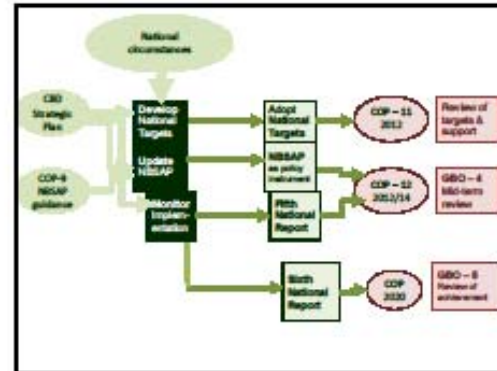 National
circumstances
CBD
Strategic
Plan
COP-9
NBSAP
guidance
Develop
National
Targets
Update
NBSAP
Monitor
Implem-
entation
Adopt
National
Targets
NBSAP
as policy
instrument
Fifth
National
Report
Sixth
National
Report
COP – 11
2012
COP – 12
2012/14
COP
2020
Review of
targets &
support
GBO – 4
Mid-term
review
GBO –
Review of
achievement